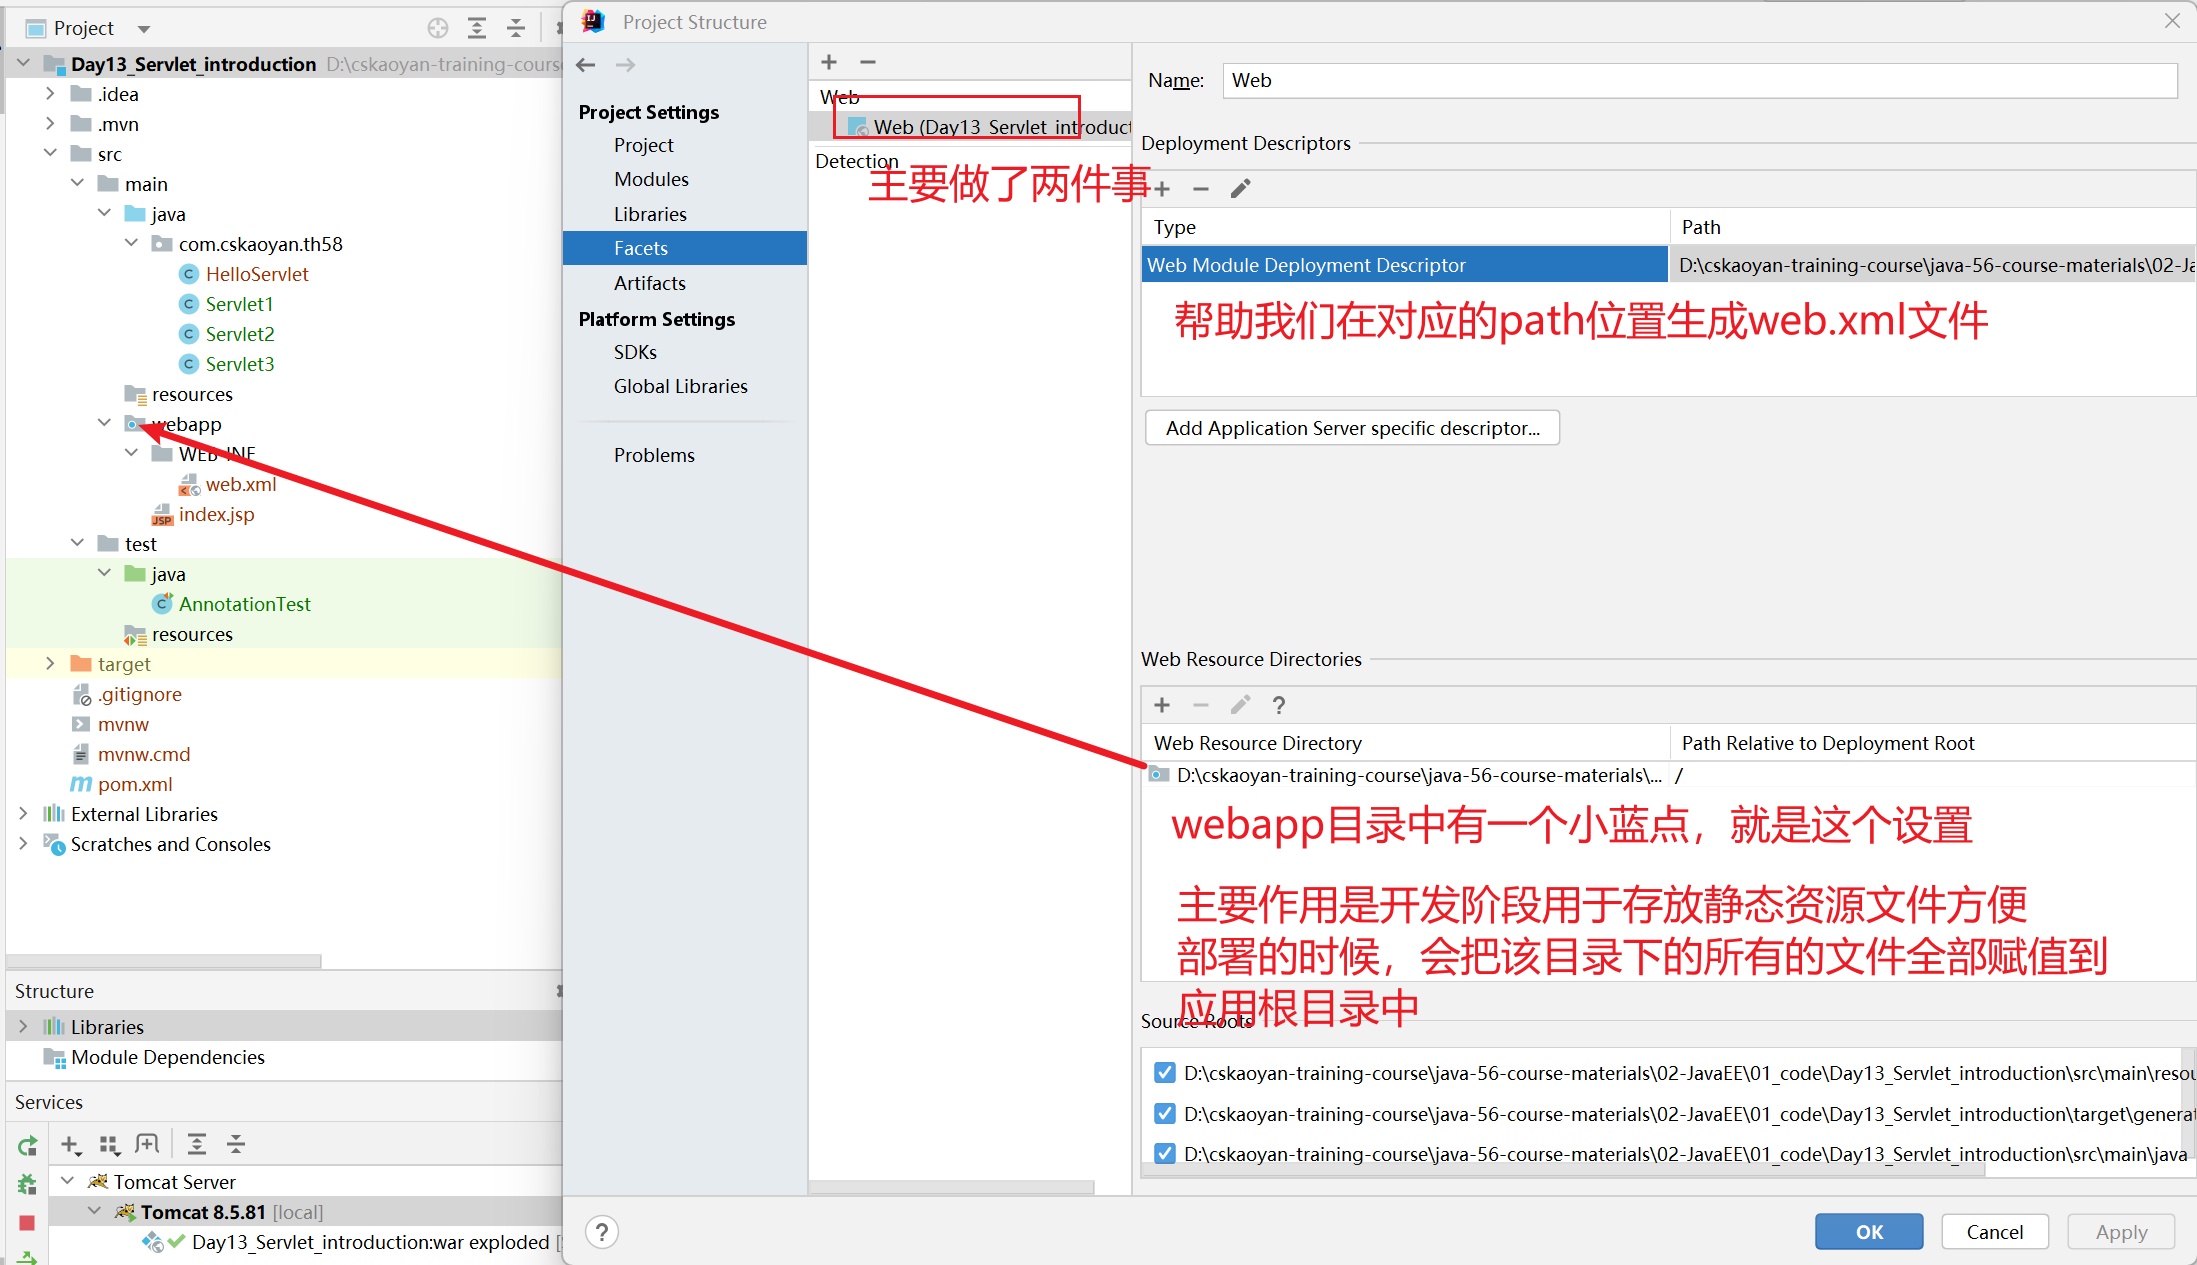 Project
Day13_Servlet_introduction D:\cskaoyan-training-cours
.idea
.mvn
src
main
java
com.cskaoyan.th58
HelloServlet
Servlet1
Servlet2
Servlet3
resources
webapp
WEB-INF
web.xml
index.jsp
test
java
AnnotationTest
resources
target
.gitignore
mvnw
mvnw.cmd
pom.xml
External Libraries
Scratches and Consoles
Structure
Libraries
Module Dependencies
Services
Tomcat Server
Tomcat 8.5.81 [local]
Day13_Servlet_introduction:war exploded
Project Structure
Project Settings
Project
Modules
Libraries
Facets
Artifacts
Platform Settings
SDKs
Global Libraries
Problems
Web
Web (Day13_Servlet_introduct
Detection
主要做了两件事
Name: Web
Deployment Descriptors
Type Path
Web Module Deployment Descriptor D:\cskaoyan-training-course\java-56-course-materials\02-Ja
帮助我们在对应的path位置生成web.xml文件
Add Application Server specific descriptor...
Web Resource Directories
Web Resource Directory Path Relative to Deployment Root
D:\cskaoyan-training-course\java-56-course-materials\... /
webapp目录中有一个小蓝点，就是这个设置
主要作用是开发阶段用于存放静态资源文件方便
部署的时候，会把该目录下的所有的文件全部赋值到
应用根目录中
Source Roots
D:\cskaoyan-training-course\java-56-course-materials\02-JavaEE\01_code\Day13_Servlet_introduction\src\main\resou
D:\cskaoyan-training-course\java-56-course-materials\02-JavaEE\01_code\Day13_Servlet_introduction\target\generat
D:\cskaoyan-training-course\java-56-course-materials\02-JavaEE\01_code\Day13_Servlet_introduction\src\main\java
OK Cancel Apply